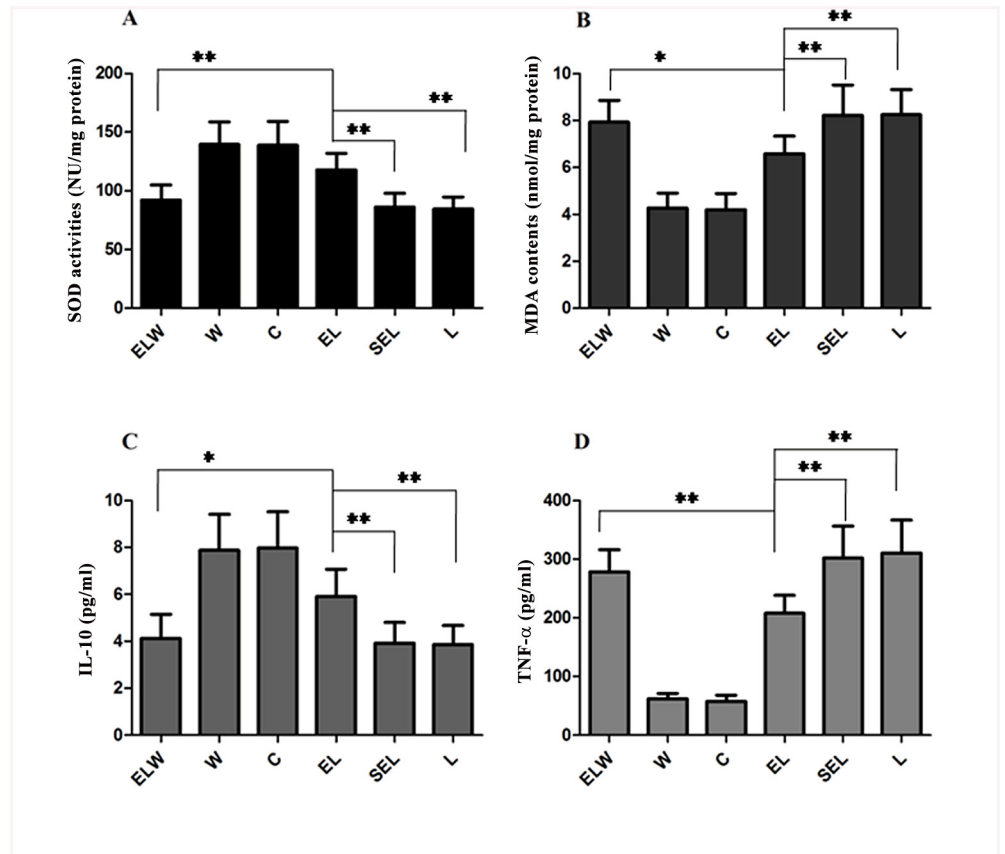 A
SOD activities (NU/mg protein)
200
150
100
50
0
** 
**
**
ELW W C EL SEL L
B
MDA contents (nmol/mg protein)
10
8
6
4
2
0
*
**
**
ELW W C EL SEL L
C
IL-10 (pg/ml)
10
8
6
4
2
0
*
**
**
ELW W C EL SEL L
D
TNF-α (pg/ml)
400
300
200
100
0
**
**
**
ELW W C EL SEL L